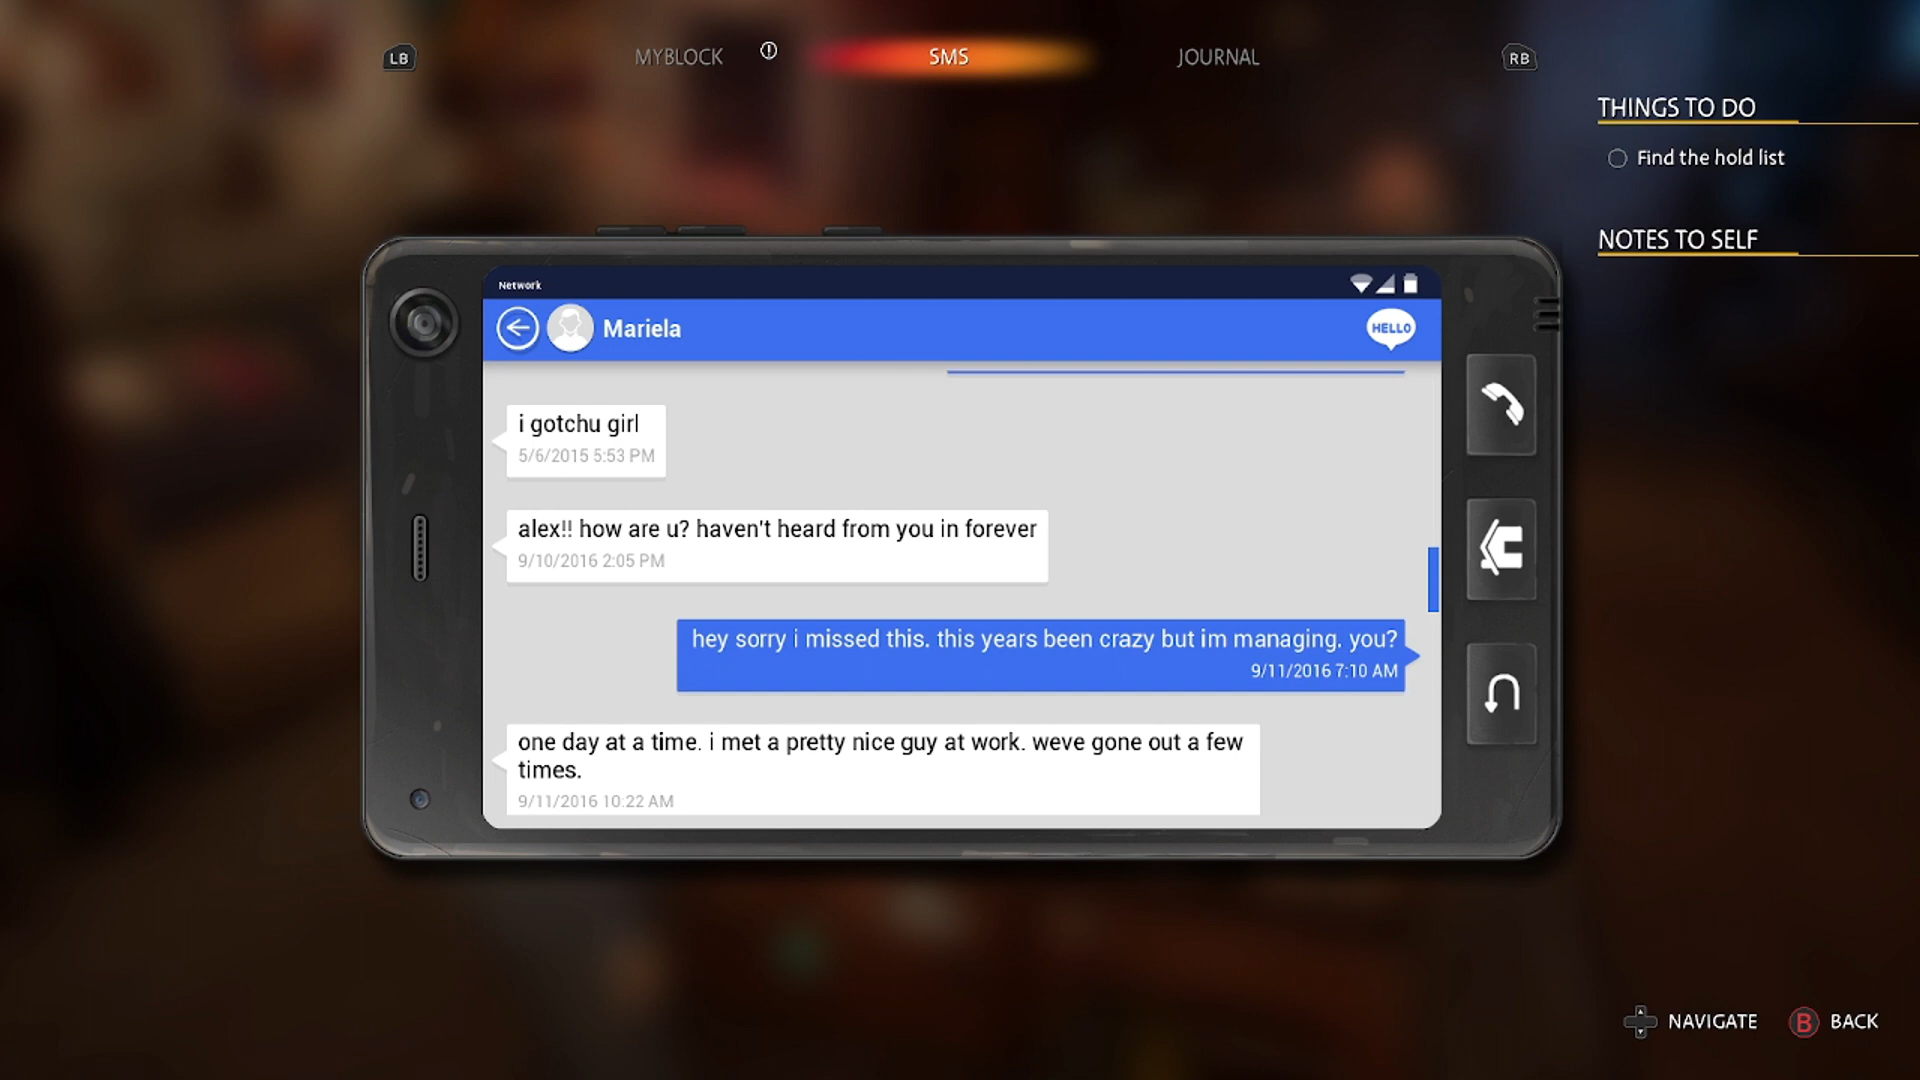 LB
MYBLOCK
SMS
JOURNAL
RB
THINGS TO DO
Find the hold list
NOTES TO SELF
Network
Mariela
HELLO
i gotchu girl
5/6/2015 5:53 PM
alex!! how are u? haven't heard from you in forever
9/10/2016 2:05 PM
hey sorry i missed this. this years been crazy but im managing. you?
9/11/2016 7:10 AM
one day at a time. i met a pretty nice guy at work. weve gone out a few
times.
9/11/2016 10:22 AM
NAVIGATE
B BACK